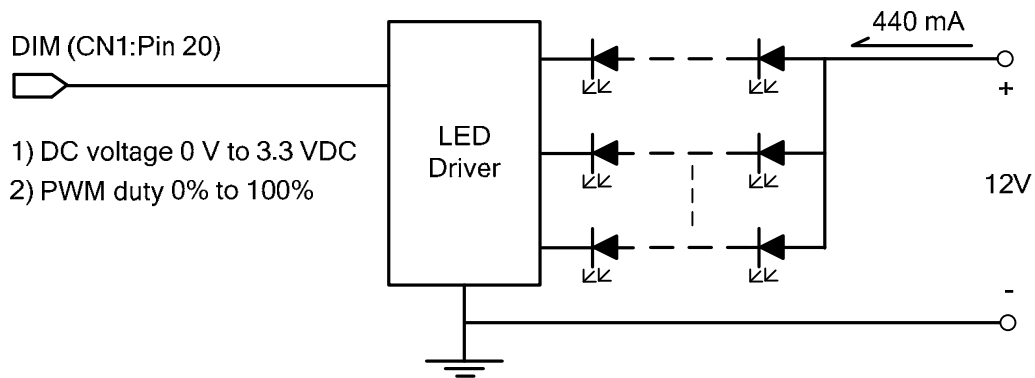 440 mA
DIM (CN1:Pin 20)
+
LED
Driver
1) DC voltage 0 V to 3.3 VDC
2) PWM duty 0% to 100%
12V
-